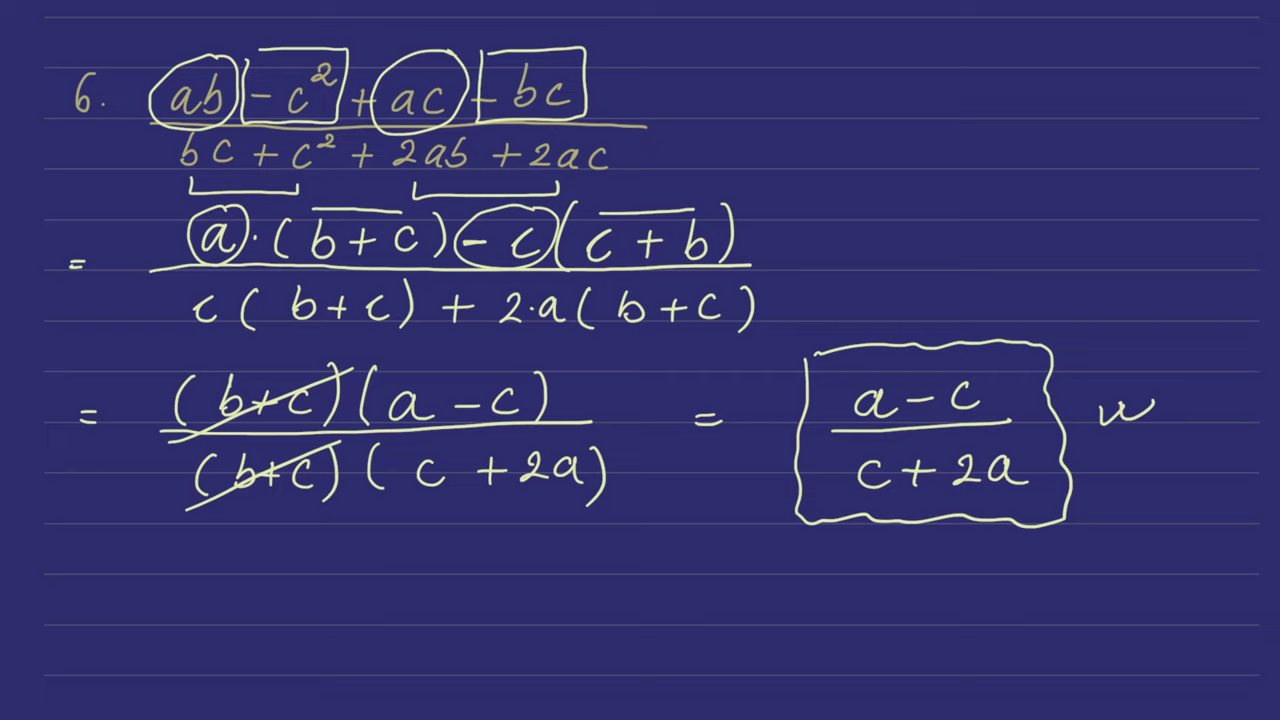 6. ab - c² + ac - bc
bc + c² + 2ab + 2ac
= a · (b + c) - c (c + b)
c (b + c) + 2·a (b + c)
= (b + c) (a - c) = a - c
(b + c) (c + 2a) c + 2a